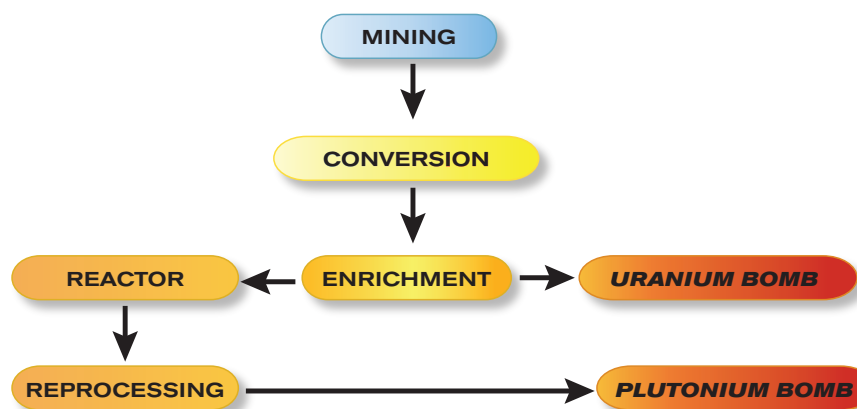 MINING
CONVERSION
REACTOR
ENRICHMENT
URANIUM BOMB
REPROCESSING
PLUTONIUM BOMB